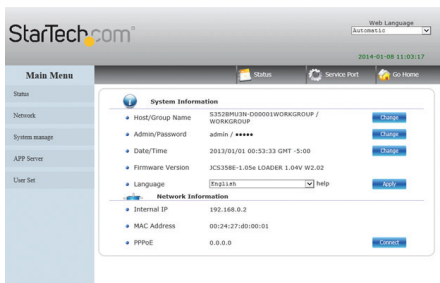 StarTech.com®
Web Language
Automatic
2014-01-08 11:03:17
Main Menu
Status
Service Port
Go Home
Status
Network
System manage
APP Server
User Set
System Information
Host/Group Name
S352BMU3N-D00001WORKGROUP /
WORKGROUP
Change
Admin/Password
admin / •••••
Change
Date/Time
2013/01/01 00:53:33 GMT -5:00
Change
Firmware Version
JCS358E-1.05e LOADER 1.04V W2.02
Language
English
help
Apply
Network Information
Internal IP
192.168.0.2
MAC Address
00:24:27:d0:00:01
PPPoE
0.0.0.0
Connect